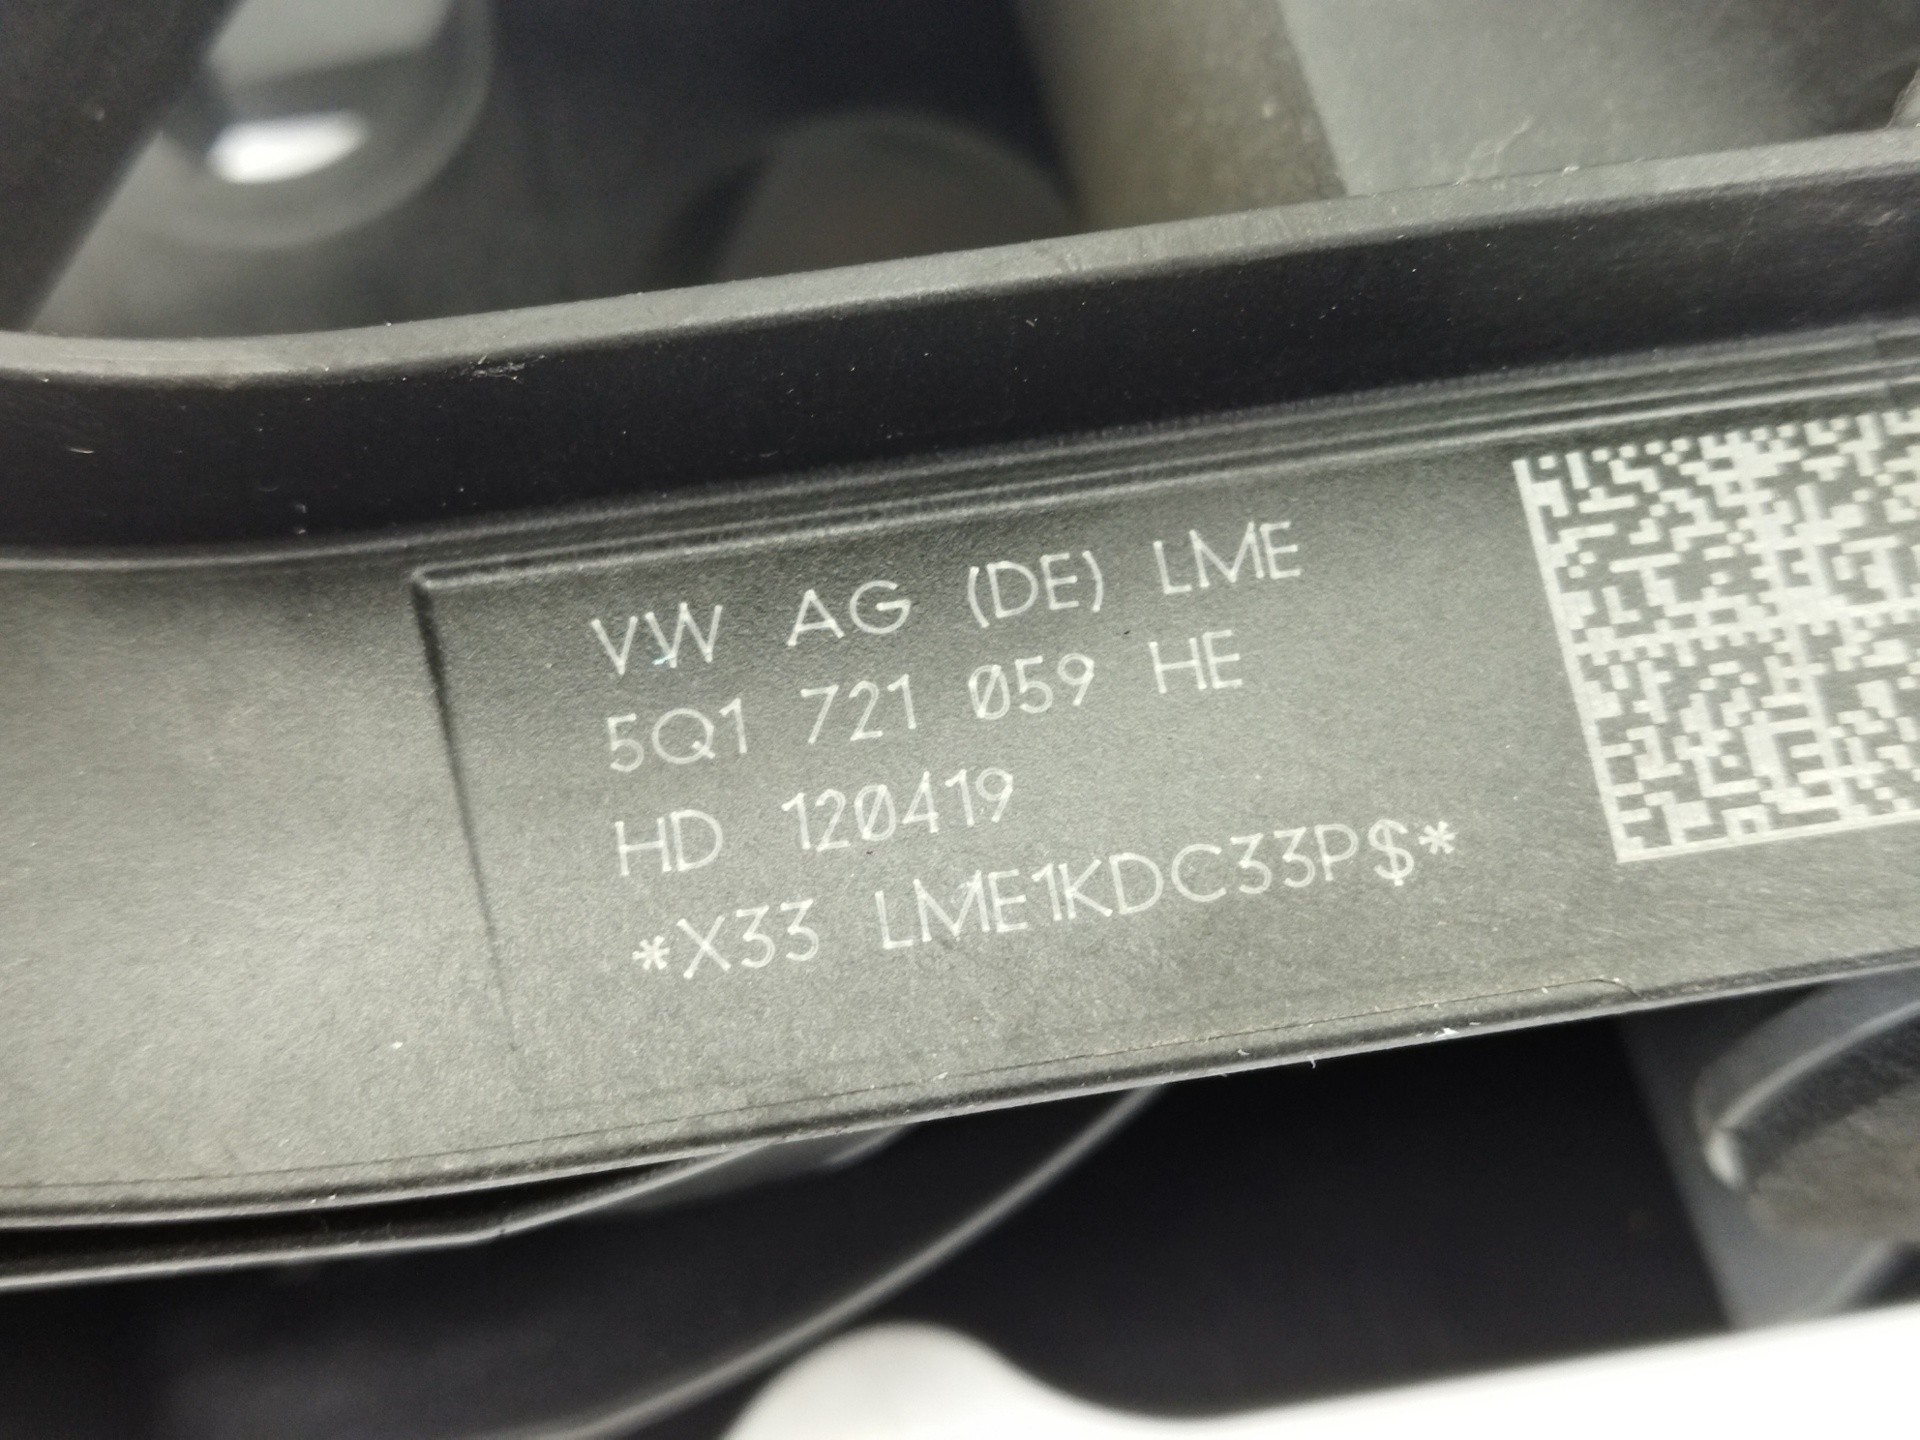 VW AG (DE) LME
5Q1 721 059 HE
HD 120419
*X33 LME1KDC33P$*